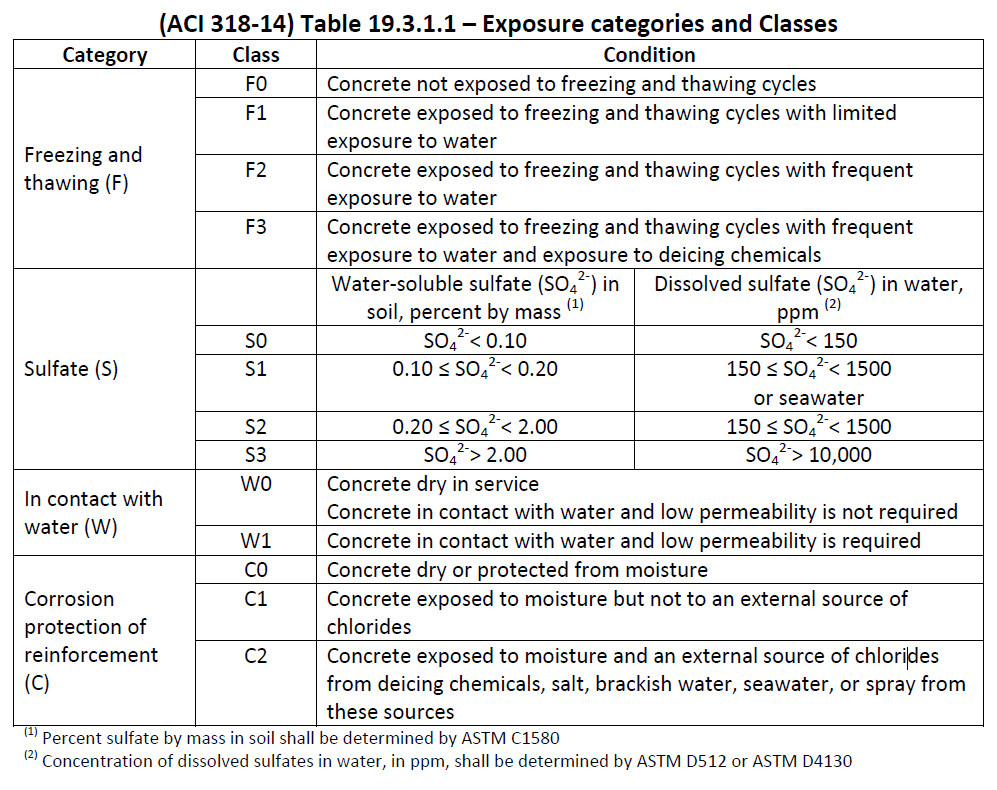 (ACI 318-14) Table 19.3.1.1 – Exposure categories and Classes
Category Class Condition
Freezing and
thawing (F)
F0 Concrete not exposed to freezing and thawing cycles
F1 Concrete exposed to freezing and thawing cycles with limited
exposure to water
F2 Concrete exposed to freezing and thawing cycles with frequent
exposure to water
F3 Concrete exposed to freezing and thawing cycles with frequent
exposure to water and exposure to deicing chemicals
Sulfate (S)
Water-soluble sulfate (SO₄²⁻) in
soil, percent by mass ⁽¹⁾
Dissolved sulfate (SO₄²⁻) in water,
ppm ⁽²⁾
S0 SO₄²⁻< 0.10 SO₄²⁻< 150
S1 0.10 ≤ SO₄²⁻< 0.20 150 ≤ SO₄²⁻< 1500
or seawater
S2 0.20 ≤ SO₄²⁻< 2.00 150 ≤ SO₄²⁻< 1500
S3 SO₄²⁻> 2.00 SO₄²⁻> 10,000
In contact with
water (W)
W0 Concrete dry in service
Concrete in contact with water and low permeability is not required
W1 Concrete in contact with water and low permeability is required
Corrosion
protection of
reinforcement
(C)
C0 Concrete dry or protected from moisture
C1 Concrete exposed to moisture but not to an external source of
chlorides
C2 Concrete exposed to moisture and an external source of chlorides
from deicing chemicals, salt, brackish water, seawater, or spray from
these sources
⁽¹⁾ Percent sulfate by mass in soil shall be determined by ASTM C1580
⁽²⁾ Concentration of dissolved sulfates in water, in ppm, shall be determined by ASTM D512 or ASTM D4130